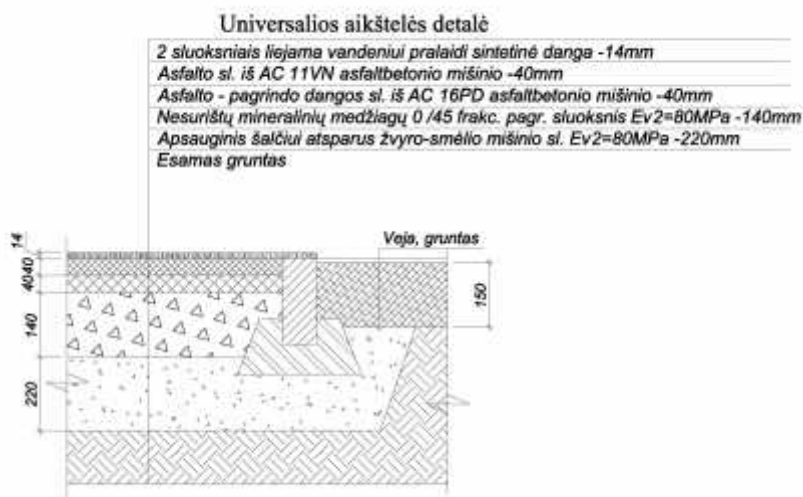 Universalios aikštelės detalė
2 sluoksniais liejama vandeniui pralaidi sintetinė danga -14mm
Asfalto sl. iš AC 11VN asfaltbetonio mišinio -40mm
Asfalto - pagrindo dangos sl. iš AC 16PD asfaltbetonio mišinio -40mm
Nesurištų mineralinių medžiagų 0 /45 frakc. pagr. sluoksnis Ev2=80MPa -140mm
Apsauginis šalčiui atsparus žvyro-smėlio mišinio sl. Ev2=80MPa -220mm
Esamas gruntas
Veja, gruntas
14
4040
140
220
150